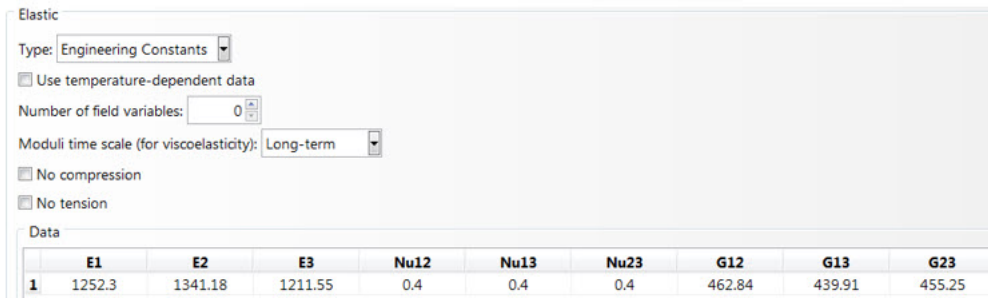 Elastic
Type: Engineering Constants
Use temperature-dependent data
Number of field variables: 0
Moduli time scale (for viscoelasticity): Long-term
No compression
No tension
Data
E1 E2 E3 Nu12 Nu13 Nu23 G12 G13 G23
1 1252.3 1341.18 1211.55 0.4 0.4 0.4 462.84 439.91 455.25